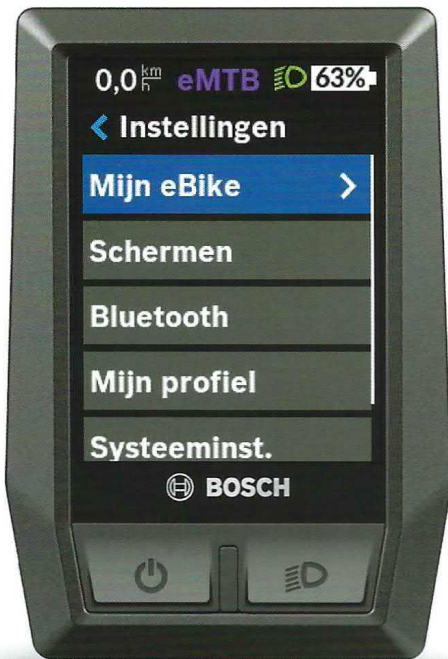 0,0 km/h eMTB 63%
Instellingen
Mijn eBike
Schermen
Bluetooth
Mijn profiel
Systeeminst.
BOSCH